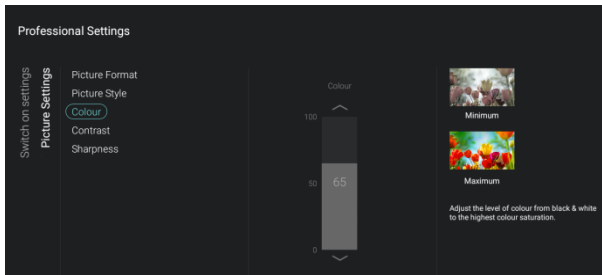 Professional Settings
Switch on settings
Picture Settings
Picture Format
Picture Style
Colour
Contrast
Sharpness
Colour
100
50
65
0
Minimum
Maximum
Adjust the level of colour from black & white
to the highest colour saturation.